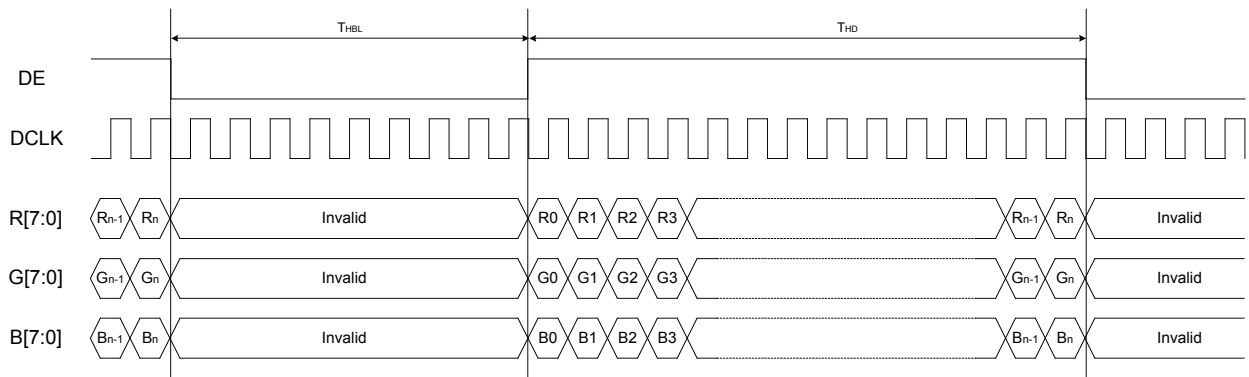 THBL THD
DE
DCLK
R[7:0] Rn-1 Rn Invalid R0 R1 R2 R3 Rn-1 Rn Invalid
G[7:0] Gn-1 Gn Invalid G0 G1 G2 G3 Gn-1 Gn Invalid
B[7:0] Bn-1 Bn Invalid B0 B1 B2 B3 Bn-1 Bn Invalid